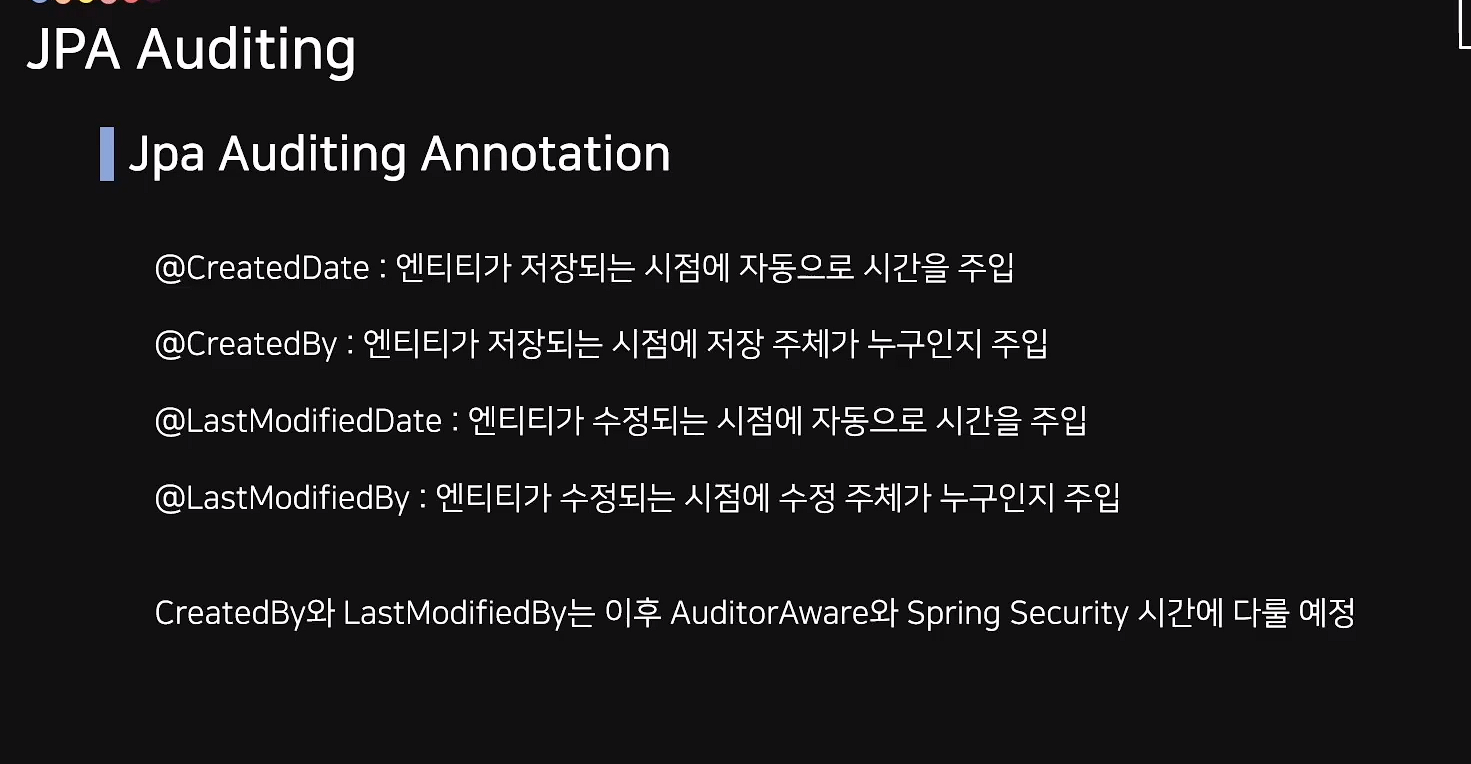 JPA Auditing
Jpa Auditing Annotation
@CreatedDate : 엔티티가 저장되는 시점에 자동으로 시간을 주입
@CreatedBy : 엔티티가 저장되는 시점에 저장 주체가 누구인지 주입
@LastModifiedDate : 엔티티가 수정되는 시점에 자동으로 시간을 주입
@LastModifiedBy : 엔티티가 수정되는 시점에 수정 주체가 누구인지 주입
CreatedBy와 LastModifiedBy는 이후 AuditorAware와 Spring Security 시간에 다룰 예정